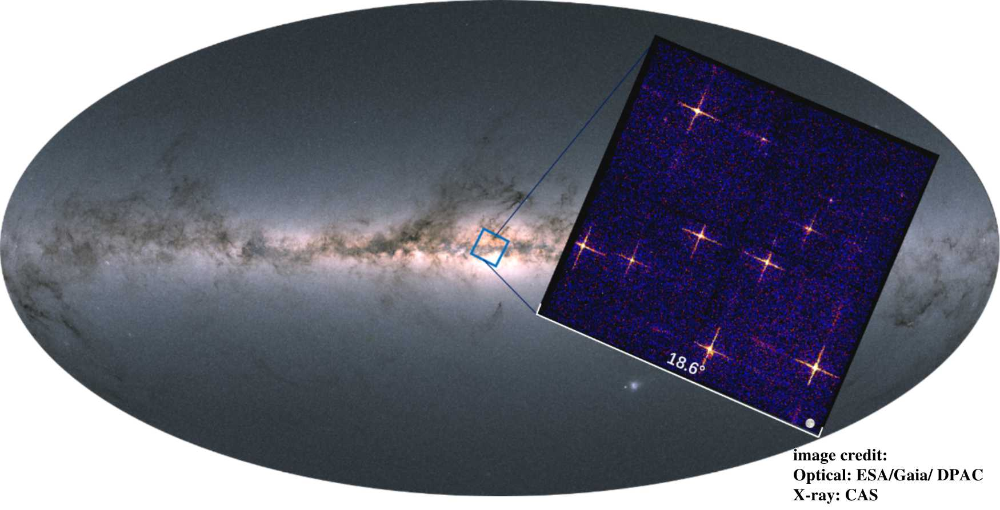 18.6°
image credit:
Optical: ESA/Gaia/ DPAC
X-ray: CAS